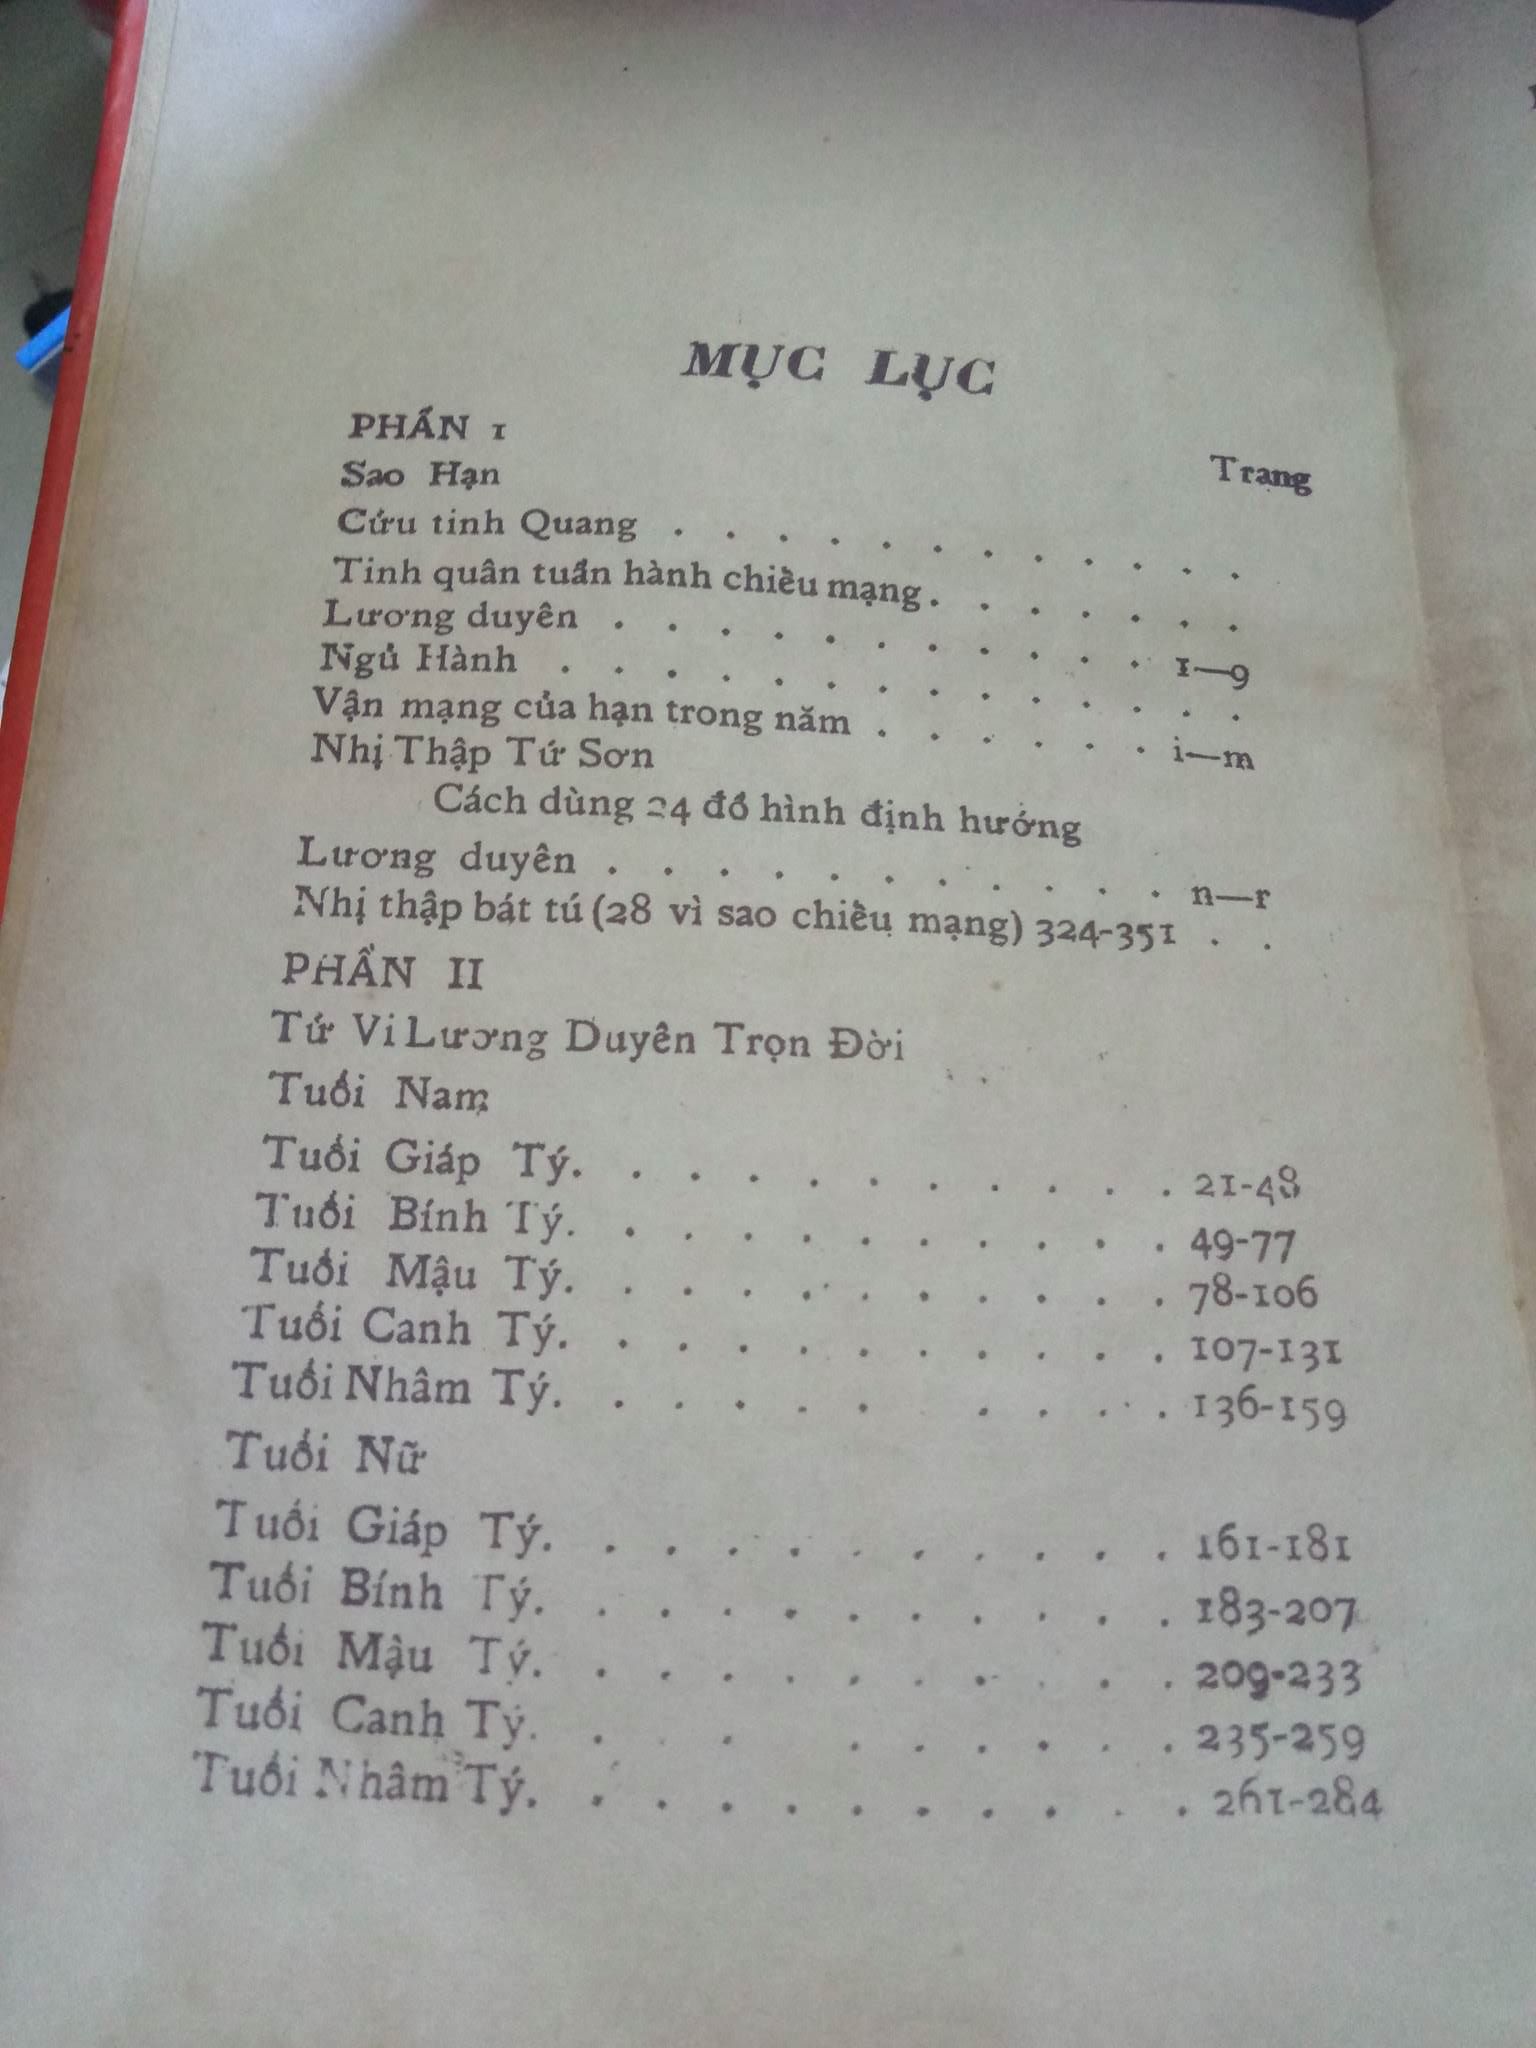 MỤC LỤC
PHẦN 1
Sao Hạn Trang
Cứu tinh Quang . . . . . . . . . . . .
Tinh quân tuần hành chiếu mạng. . . . . . .
Lương duyên . . . . . . . . . . . 1—9
Ngủ Hành . . . . . . . . . . . . . .
Vận mạng của hạn trong năm . . . . . . i—m
Nhị Thập Tứ Sơn
Cách dùng 24 đồ hình định hướng
Lương duyên . . . . . . . . . . . n—r
Nhị thập bát tú (28 vì sao chiếu mạng) 324-351 . .
PHẦN II
Tứ Vi Lương Duyên Trọn Đời
Tuổi Nam
Tuổi Giáp Tý. . . . . . . . . . . 21-48
Tuổi Bính Tý. . . . . . . . . . . 49-77
Tuổi Mậu Tý. . . . . . . . . . . 78-106
Tuổi Canh Tý. . . . . . . . . . . 107-131
Tuổi Nhâm Tý. . . . . . . . . . 136-159
Tuổi Nữ
Tuổi Giáp Tý. . . . . . . . . . . 161-181
Tuổi Bính Tý. . . . . . . . . . . 183-207
Tuổi Mậu Tý. . . . . . . . . . . 209-233
Tuổi Canh Tý. . . . . . . . . 235-259
Tuổi Nhâm Tý. . . . . . . . . . . 261-284